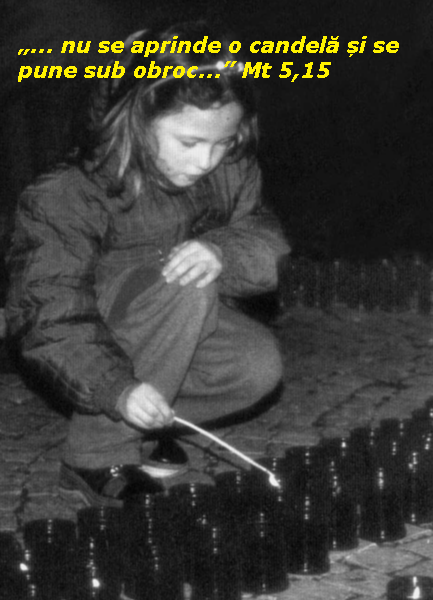 „... nu se aprinde o candelă și se
pune sub obroc...” Mt 5,15